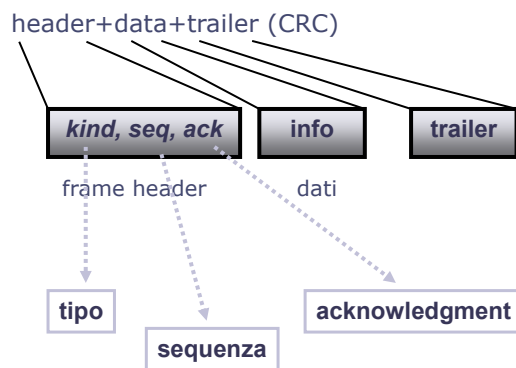 header+data+trailer (CRC)
kind, seq, ack
info
trailer
frame header
dati
tipo
sequenza
acknowledgment